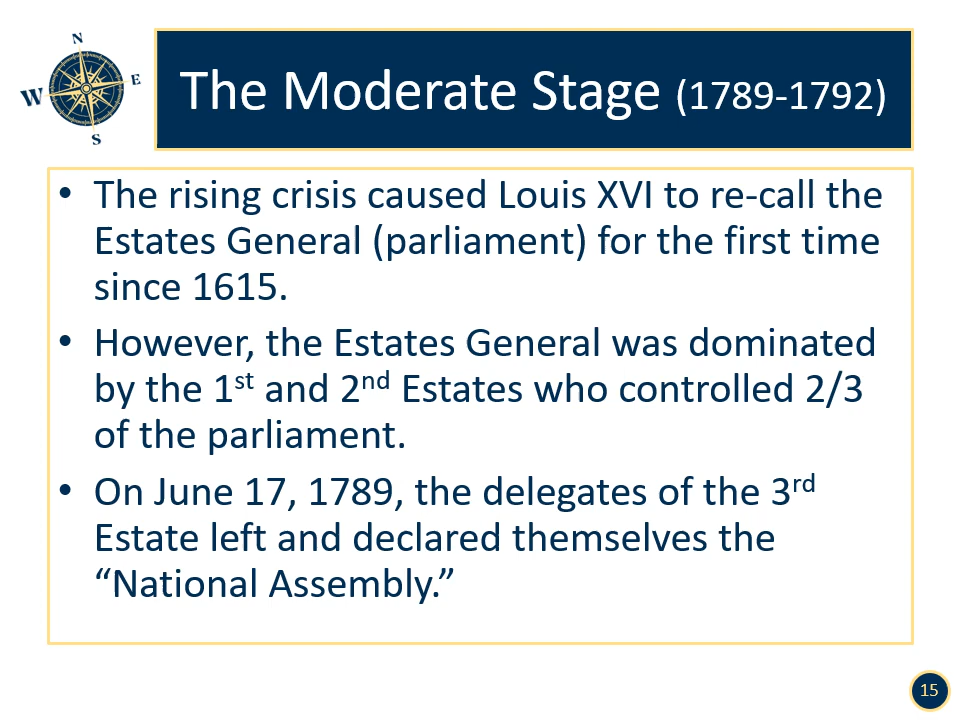 N
W
E
S
The Moderate Stage (1789-1792)
• The rising crisis caused Louis XVI to re-call the
Estates General (parliament) for the first time
since 1615.
• However, the Estates General was dominated
by the 1st and 2nd Estates who controlled 2/3
of the parliament.
• On June 17, 1789, the delegates of the 3rd
Estate left and declared themselves the
“National Assembly.”
15